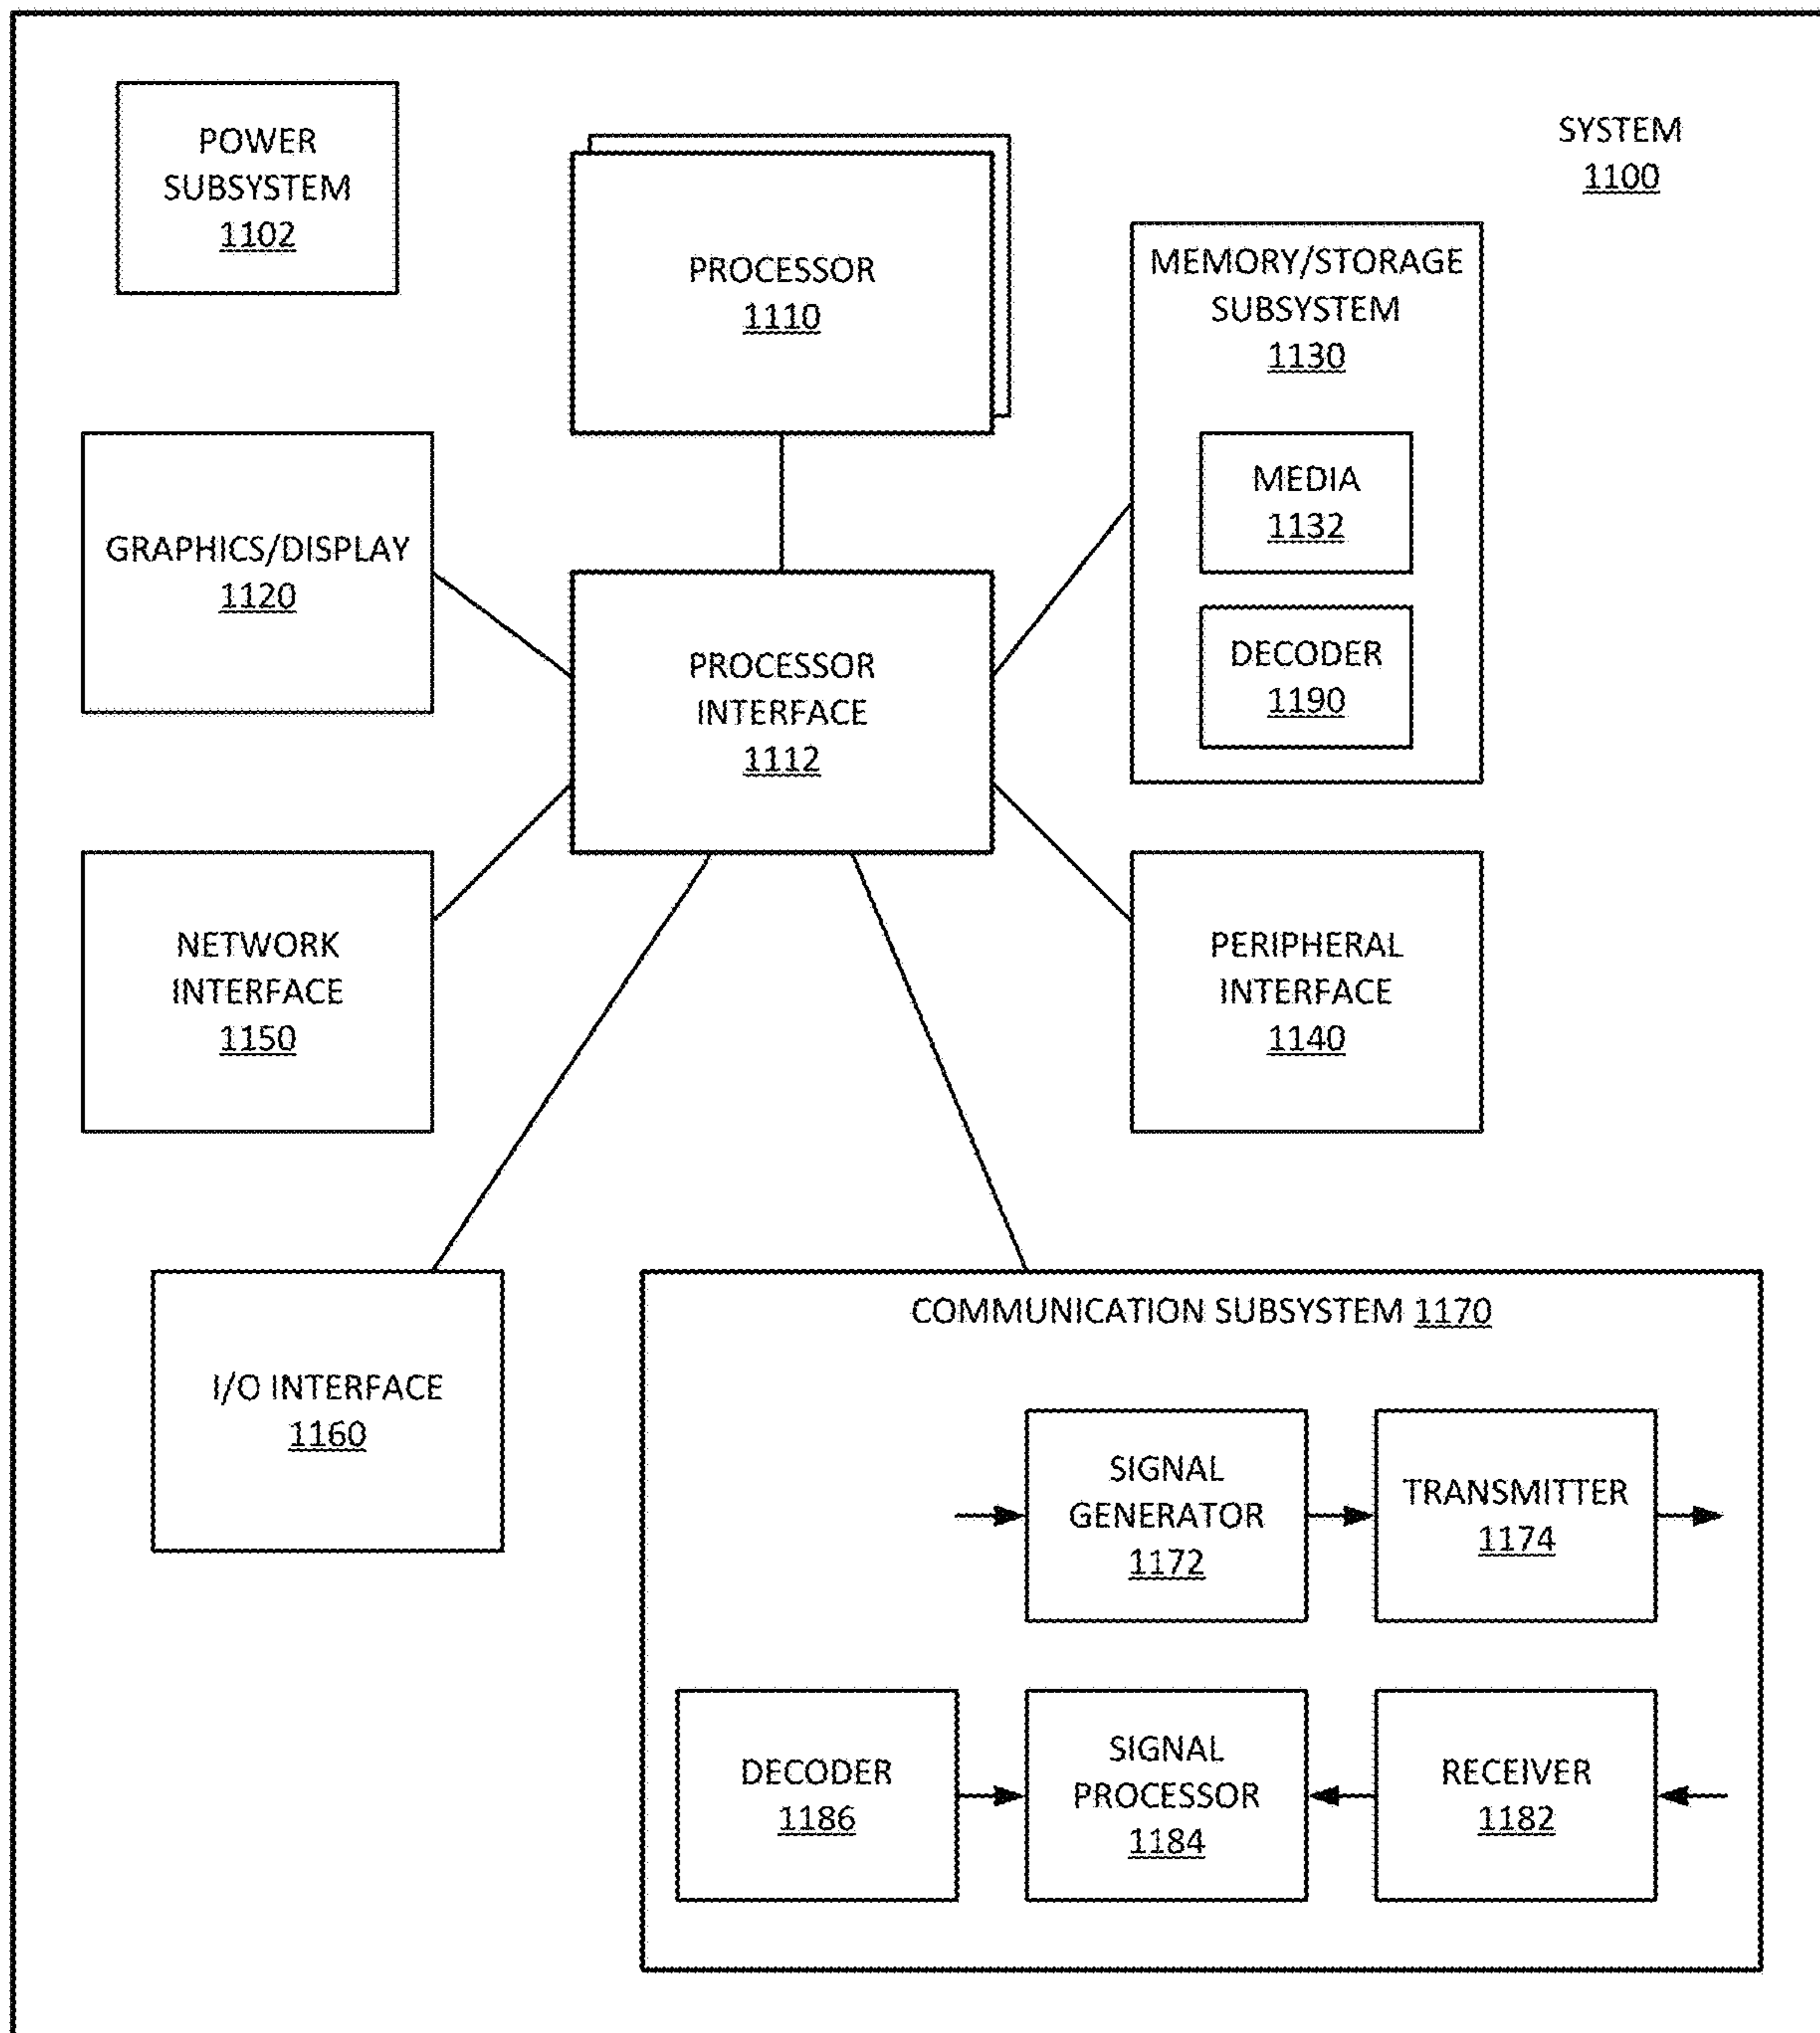 SYSTEM
1100
POWER
SUBSYSTEM
1102
PROCESSOR
1110
MEMORY/STORAGE
SUBSYSTEM
1130
MEDIA
1132
DECODER
1190
GRAPHICS/DISPLAY
1120
PROCESSOR
INTERFACE
1112
NETWORK
INTERFACE
1150
PERIPHERAL
INTERFACE
1140
I/O INTERFACE
1160
COMMUNICATION SUBSYSTEM 1170
SIGNAL
GENERATOR
1172
TRANSMITTER
1174
DECODER
1186
SIGNAL
PROCESSOR
1184
RECEIVER
1182